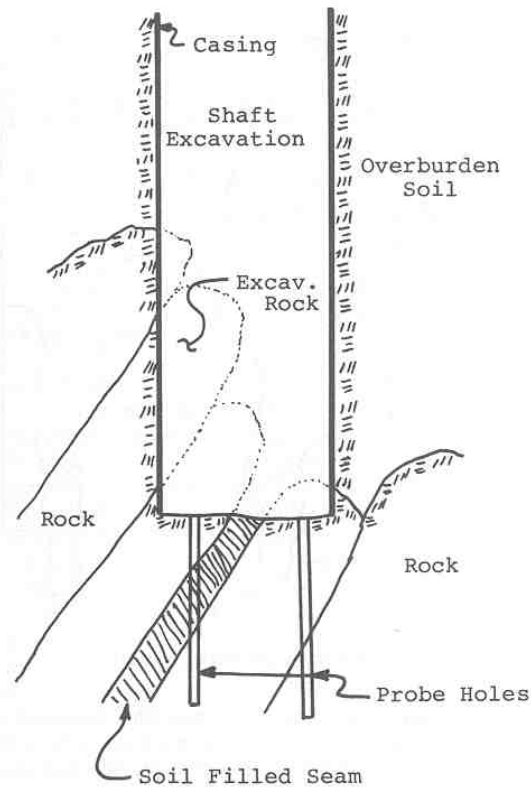 Casing
Shaft
Excavation
Overburden
Soil
Excav.
Rock
Rock
Rock
Probe Holes
Soil Filled Seam